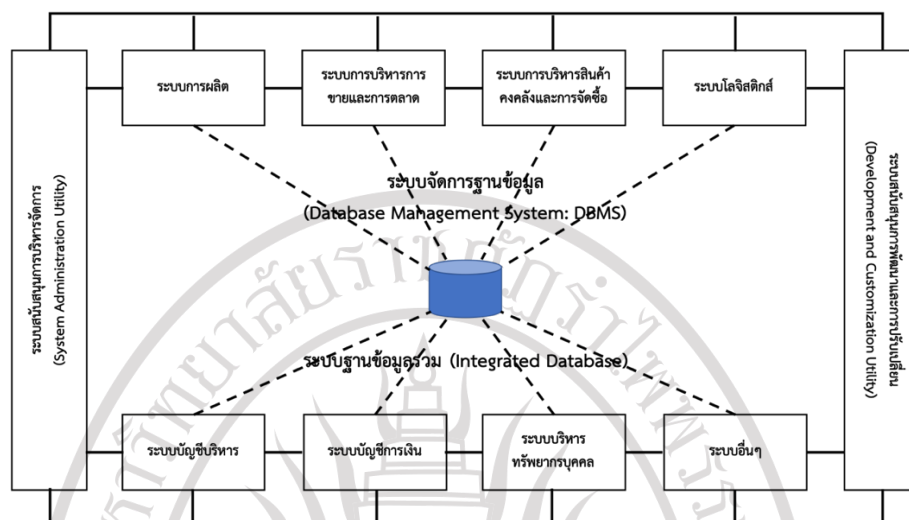 ระบบการผลิต
ระบบการบริหารการ
ขายและการตลาด
ระบบการบริหารสินค้า
คงคลังและการจัดซื้อ
ระบบโลจิสติกส์
ระบบสนับสนุนการบริหารจัดการ
(System Administration Utility)
ระบบจัดการฐานข้อมูล
(Database Management System: DBMS)
ระบบสนับสนุนการพัฒนาและการปรับเปลี่ยน
(Development and Customization Utility)
ระบบฐานข้อมูลรวม (Integrated Database)
ระบบบัญชีบริหาร
ระบบบัญชีการเงิน
ระบบบริหาร
ทรัพยากรบุคคล
ระบบอื่นๆ